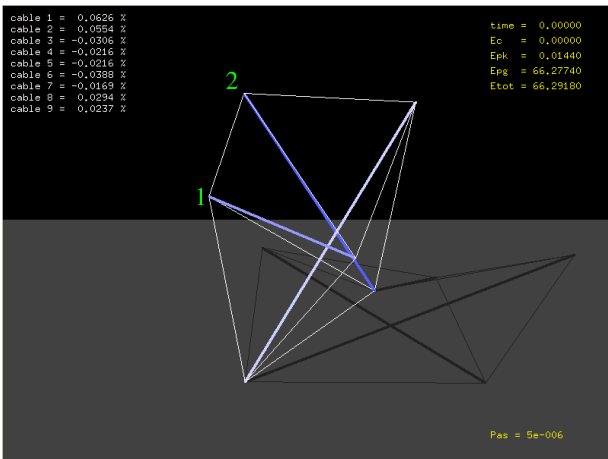 cable 1 =  0.0626 %
cable 2 =  0.0554 %
cable 3 = -0.0306 %
cable 4 = -0.0216 %
cable 5 = -0.0216 %
cable 6 = -0.0388 %
cable 7 = -0.0169 %
cable 8 =  0.0294 %
cable 9 =  0.0237 %
time =  0.00000
Ec   =  0.00000
Epk  =  0.01440
Epg  = 66.27740
Etot = 66.29180
2
1
Pas = 5e-006